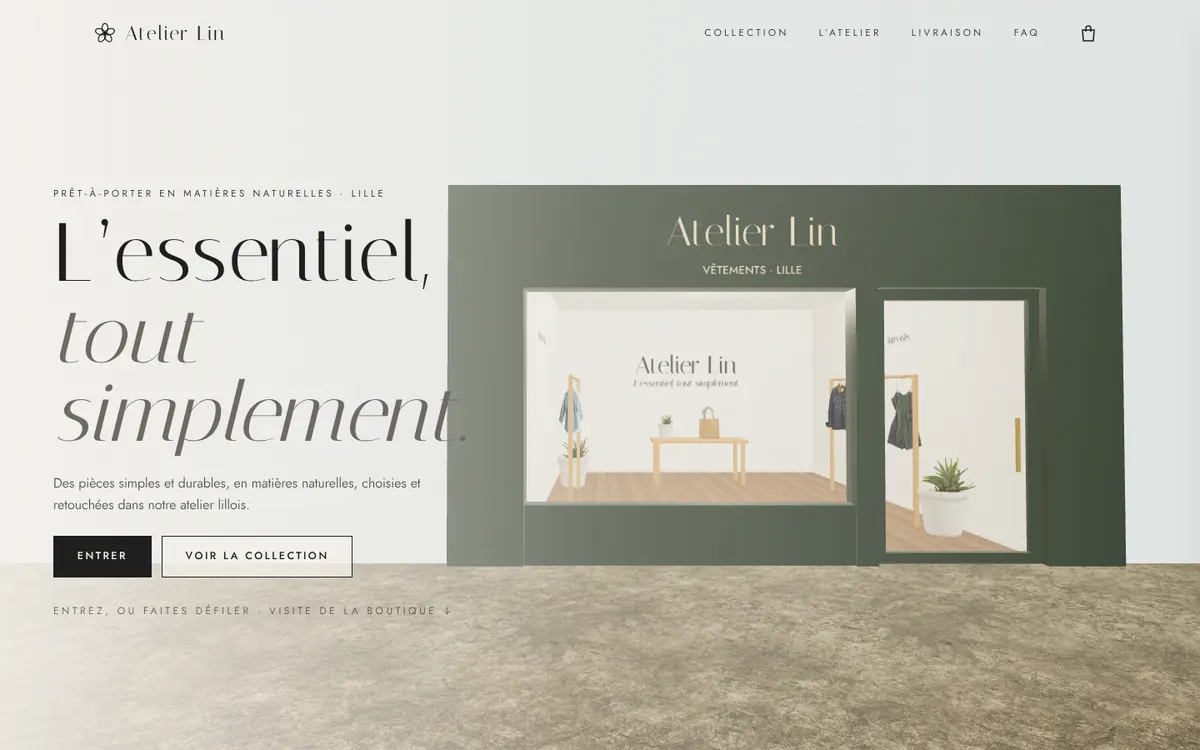 Atelier Lin
COLLECTION
L'ATELIER
LIVRAISON
FAQ
PRÊT-À-PORTER EN MATIÈRES NATURELLES · LILLE
L'essentiel,
tout
simplement.
Des pièces simples et durables, en matières naturelles, choisies et
retouchées dans notre atelier lillois.
ENTRER
VOIR LA COLLECTION
ENTREZ, OU FAITES DÉFILER · VISITE DE LA BOUTIQUE ↓
Atelier Lin
VÊTEMENTS · LILLE
Atelier Lin
L'essentiel, tout simplement.